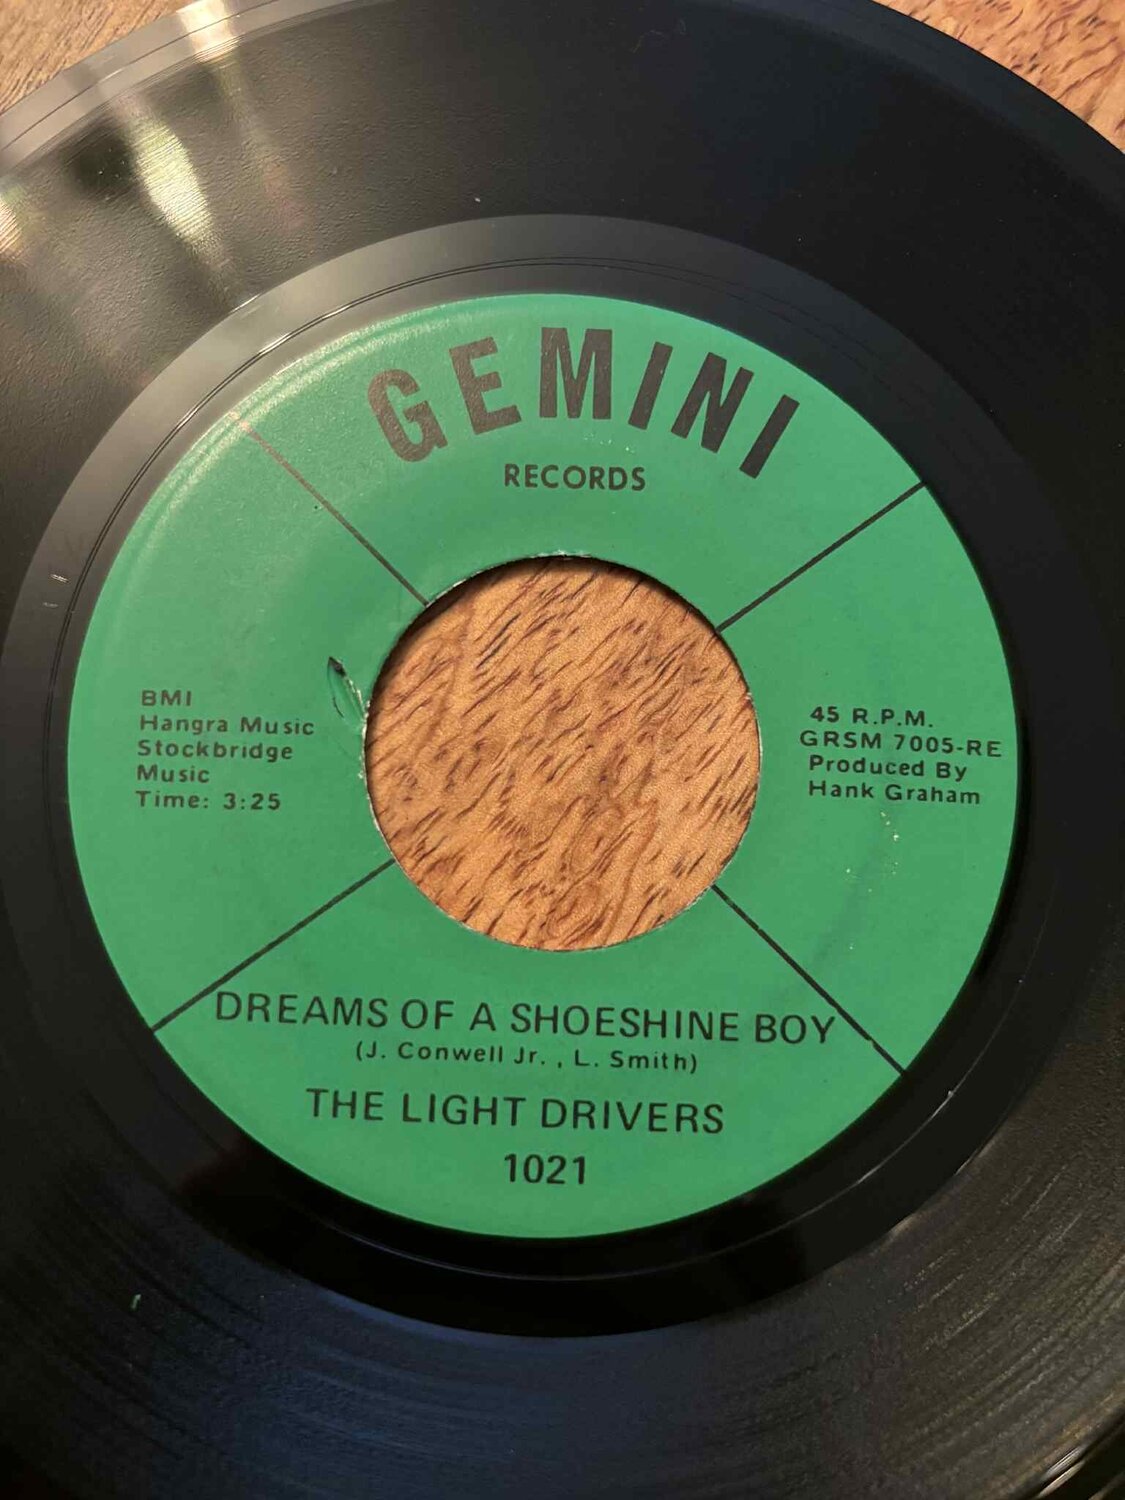 GEMINI
RECORDS
BMI
Hangra Music
Stockbridge
Music
Time: 3:25
45 R.P.M.
GRSM 7005-RE
Produced By
Hank Graham
DREAMS OF A SHOESHINE BOY
(J. Conwell Jr. , L. Smith)
THE LIGHT DRIVERS
1021